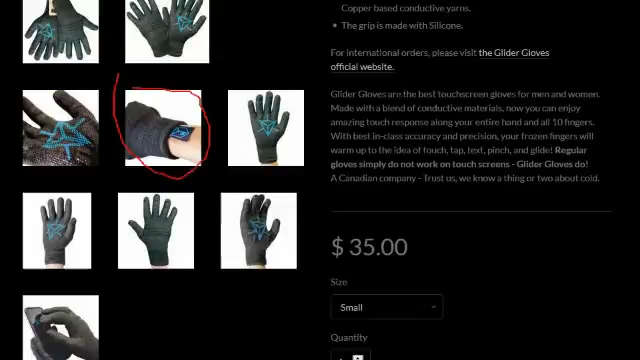 Copper based conductive yarns.
The grip is made with Silicone.
For international orders, please visit the Glider Gloves
official website.
Glider Gloves are the best touchscreen gloves for men and women.
Made with a blend of conductive materials, now you can enjoy
amazing touch response along your entire hand and all 10 fingers.
With best in-class accuracy and precision, your frozen fingers will
warm up to the idea of touch, tap, text, pinch, and glide! Regular
gloves simply do not work on touch screens - Glider Gloves do!
A Canadian company - Trust us, we know a thing or two about cold.
$ 35.00
Size
Small
Quantity